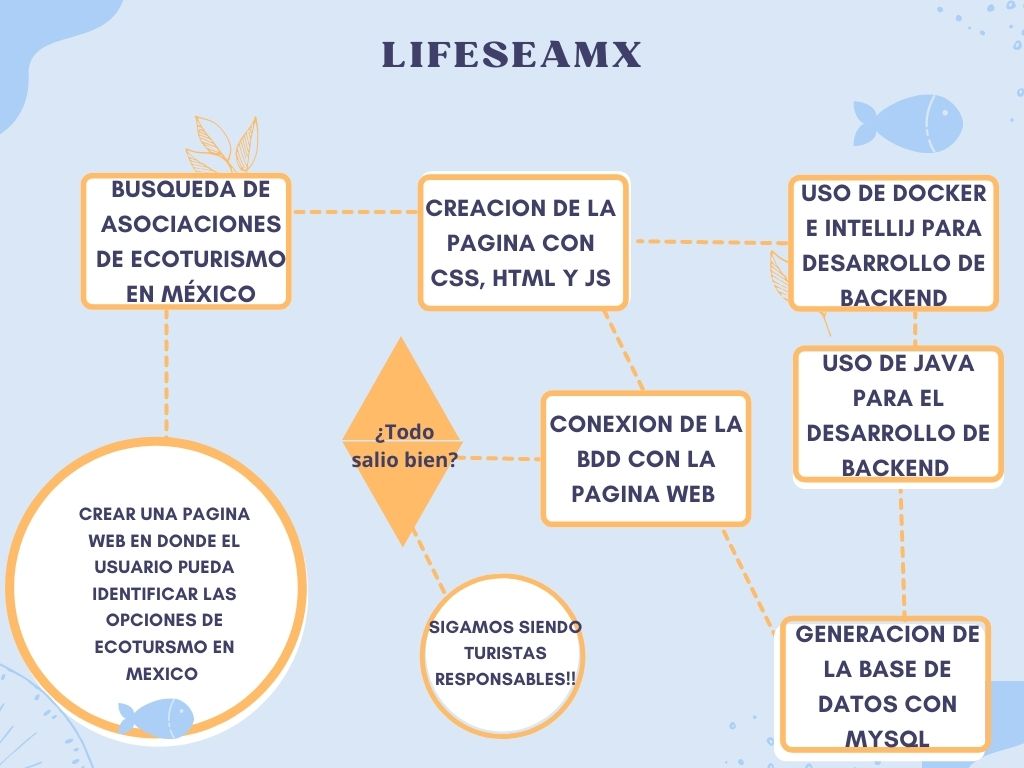 LIFESEAMX
BUSQUEDA DE
ASOCIACIONES
DE ECOTURISMO
EN MÉXICO
CREACION DE LA
PAGINA CON
CSS, HTML Y JS
USO DE DOCKER
E INTELLIJ PARA
DESARROLLO DE
BACKEND
USO DE JAVA
PARA EL
DESARROLLO DE
BACKEND
¿Todo
salio bien?
CONEXION DE LA
BDD CON LA
PAGINA WEB
CREAR UNA PAGINA
WEB EN DONDE EL
USUARIO PUEDA
IDENTIFICAR LAS
OPCIONES DE
ECOTURSMO EN
MEXICO
SIGAMOS SIENDO
TURISTAS
RESPONSABLES!!
GENERACION DE
LA BASE DE
DATOS CON
MYSQL